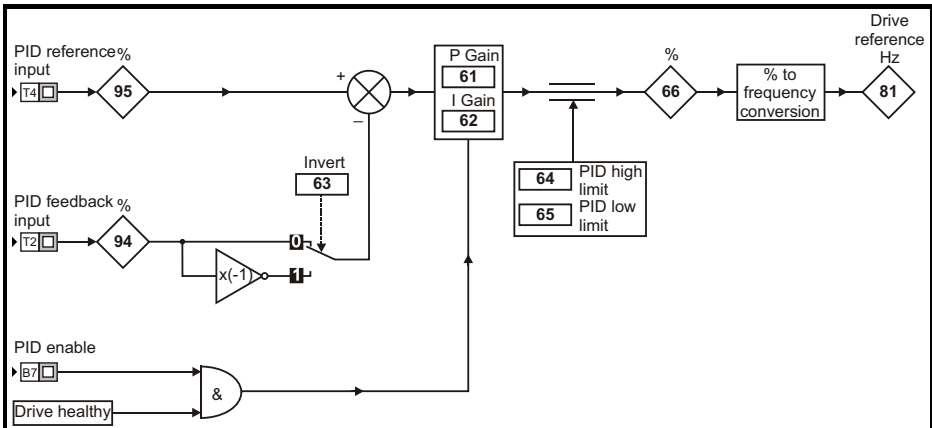 PID reference
input
%
T4
95
+
–
P Gain
61
I Gain
62
%
66
% to
frequency
conversion
Drive
reference
Hz
81
64
PID high
limit
65
PID low
limit
Invert
63
PID feedback
input
%
T2
94
0
x(-1)
1
PID enable
B7
&
Drive healthy